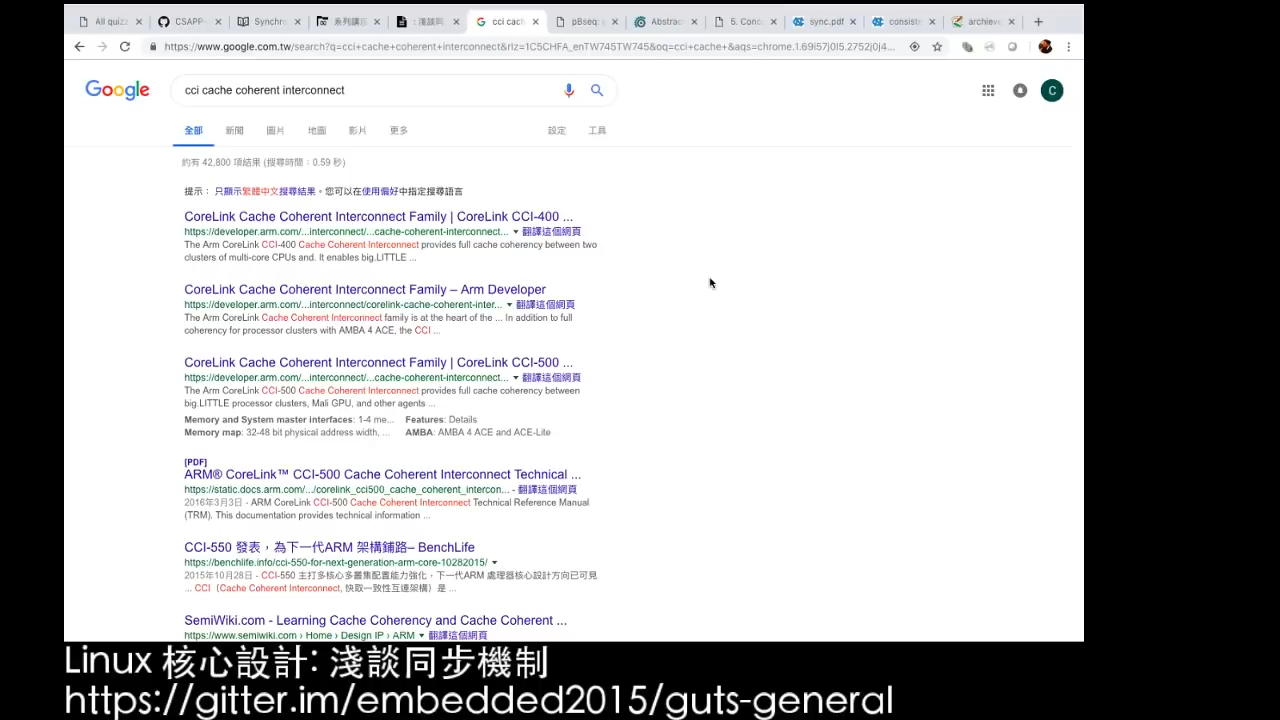 All quizz
CSAPP
Synchro
系列講座
: 淺談同
cci cach
pBseq: g
Abstrac
5. Conc
sync.pdf
consiste
archieve
https://www.google.com.tw/search?q=cci+cache+coherent+interconnect&rlz=1C5CHFA_enTW745TW745&oq=cci+cache+&aqs=chrome.1.69i57j0l5.2752j0j4...
Google
cci cache coherent interconnect
C
全部 新聞 圖片 地圖 影片 更多 設定 工具
約有 42,800 項結果 (搜尋時間：0.59 秒)
提示： 只顯示繁體中文搜尋結果。您可以在使用偏好中指定搜尋語言
CoreLink Cache Coherent Interconnect Family | CoreLink CCI-400 ...
https://developer.arm.com/...interconnect/...cache-coherent-interconnect... ▾ 翻譯這個網頁
The Arm CoreLink CCI-400 Cache Coherent Interconnect provides full cache coherency between two
clusters of multi-core CPUs and. It enables big.LITTLE ...
CoreLink Cache Coherent Interconnect Family – Arm Developer
https://developer.arm.com/...interconnect/corelink-cache-coherent-inter... ▾ 翻譯這個網頁
The Arm CoreLink Cache Coherent Interconnect family is at the heart of the ... In addition to full
coherency for processor clusters with AMBA 4 ACE, the CCI ...
CoreLink Cache Coherent Interconnect Family | CoreLink CCI-500 ...
https://developer.arm.com/...interconnect/...cache-coherent-interconnect... ▾ 翻譯這個網頁
The Arm CoreLink CCI-500 Cache Coherent Interconnect provides full cache coherency between
big.LITTLE processor clusters, Mali GPU, and other agents ...
Memory and System master interfaces: 1-4 me... Features: Details
Memory map: 32-48 bit physical address width, ... AMBA: AMBA 4 ACE and ACE-Lite
[PDF]
ARM® CoreLink™ CCI-500 Cache Coherent Interconnect Technical ...
https://static.docs.arm.com/.../corelink_cci500_cache_coherent_intercon... - 翻譯這個網頁
2016年3月3日 - ARM CoreLink CCI-500 Cache Coherent Interconnect Technical Reference Manual
(TRM). This documentation provides technical information ...
CCI-550 發表，為下一代ARM 架構鋪路– BenchLife
https://benchlife.info/cci-550-for-next-generation-arm-core-10282015/ ▾
2015年10月28日 - CCI-550 主打多核心多叢集配置能力強化，下一代ARM 處理器核心設計方向已可見
... CCI（Cache Coherent Interconnect, 快取一致性互連架構）是 ...
SemiWiki.com - Learning Cache Coherency and Cache Coherent ...
https://www.semiwiki.com › Home › Design IP › ARM ▾ 翻譯這個網頁
Linux 核心設計: 淺談同步機制
https://gitter.im/embedded2015/guts-general